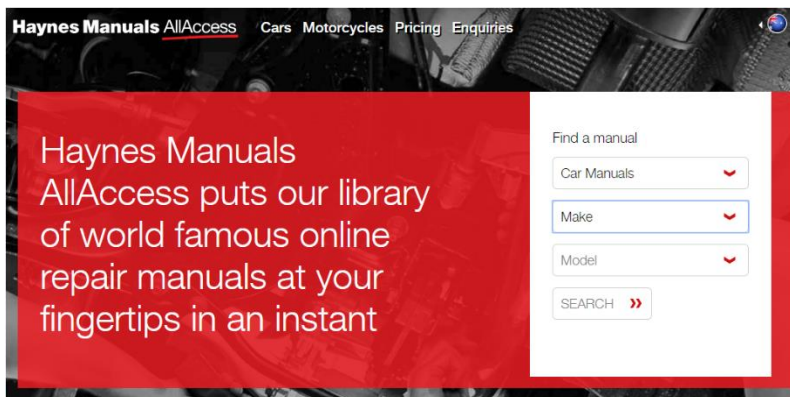 Haynes Manuals AllAccess Cars Motorcycles Pricing Enquiries
Haynes Manuals
AllAccess puts our library
of world famous online
repair manuals at your
fingertips in an instant
Find a manual
Car Manuals
Make
Model
SEARCH